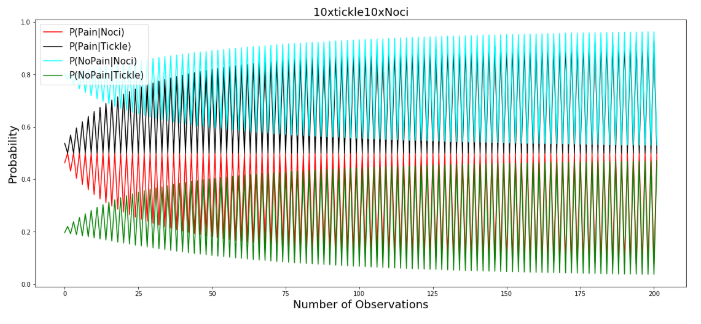 10xtickle10xNoci
P(Pain|Noci)
P(Pain|Tickle)
P(NoPain|Noci)
P(NoPain|Tickle)
1.0
0.8
0.6
0.4
0.2
0.0
Probability
0 25 50 75 100 125 150 175 200
Number of Observations